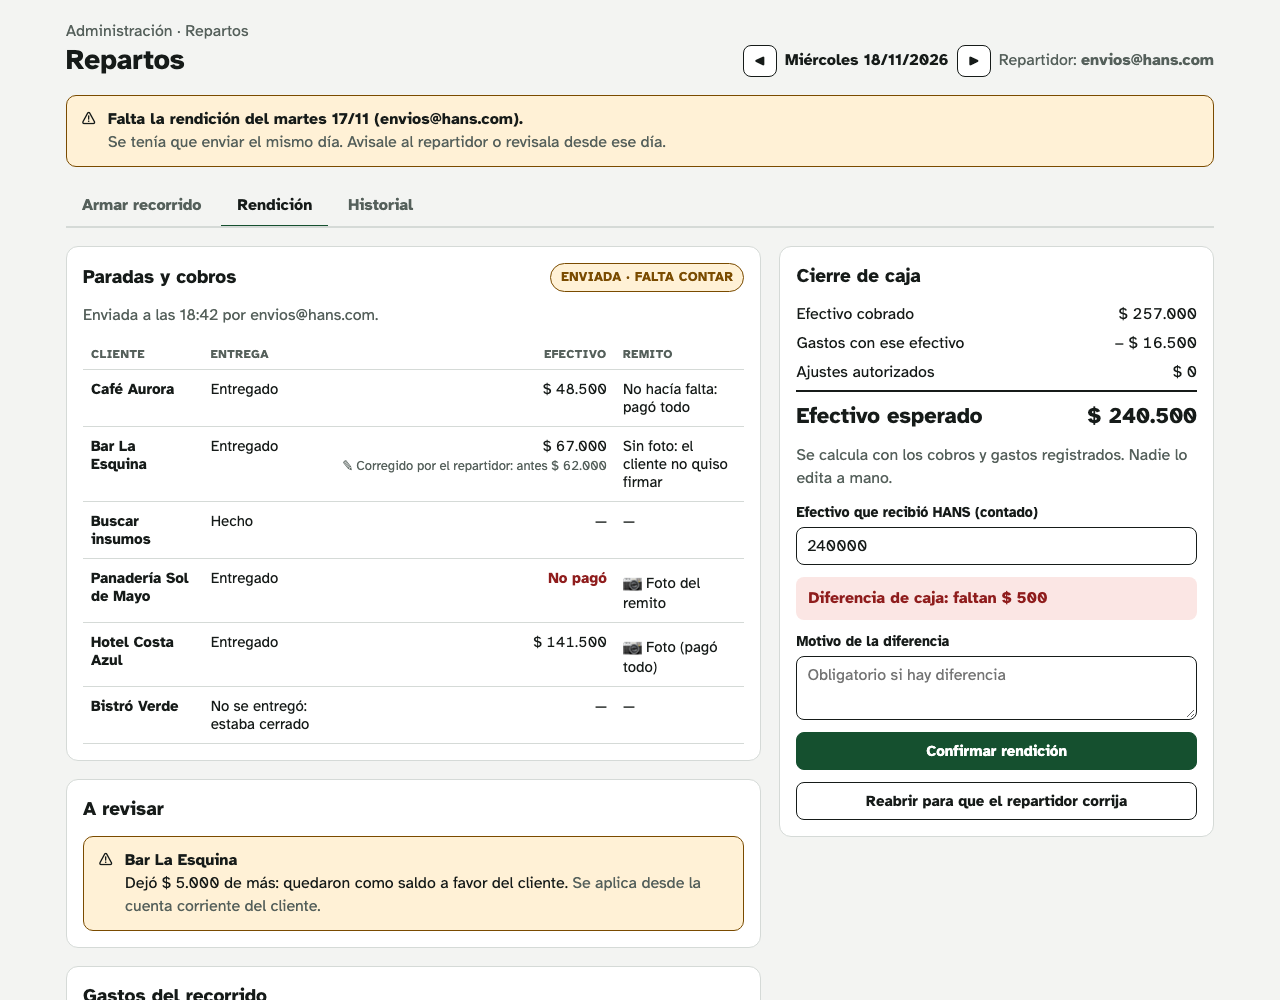 Administración · Repartos
Repartos
◄ Miércoles 18/11/2026 ► Repartidor: envios@hans.com
⚠ Falta la rendición del martes 17/11 (envios@hans.com).
Se tenía que enviar el mismo día. Avisale al repartidor o revisala desde ese día.
Armar recorrido Rendición Historial
Paradas y cobros ENVIADA · FALTA CONTAR
Enviada a las 18:42 por envios@hans.com.
CLIENTE ENTREGA EFECTIVO REMITO
Café Aurora Entregado $ 48.500 No hacía falta:
pagó todo
Bar La Entregado $ 67.000 Sin foto: el
Esquina ✎ Corregido por el repartidor: antes $ 62.000 cliente no quiso
firmar
Buscar Hecho — —
insumos
Panadería Sol Entregado No pagó 📷 Foto del
de Mayo remito
Hotel Costa Entregado $ 141.500 📷 Foto (pagó
Azul todo)
Bistró Verde No se entregó: — —
estaba cerrado
A revisar
⚠ Bar La Esquina
Dejó $ 5.000 de más: quedaron como saldo a favor del cliente. Se aplica desde la
cuenta corriente del cliente.
Gastos del recorrido
Cierre de caja
Efectivo cobrado $ 257.000
Gastos con ese efectivo – $ 16.500
Ajustes autorizados $ 0
Efectivo esperado $ 240.500
Se calcula con los cobros y gastos registrados. Nadie lo
edita a mano.
Efectivo que recibió HANS (contado)
240000
Diferencia de caja: faltan $ 500
Motivo de la diferencia
Obligatorio si hay diferencia
Confirmar rendición
Reabrir para que el repartidor corrija